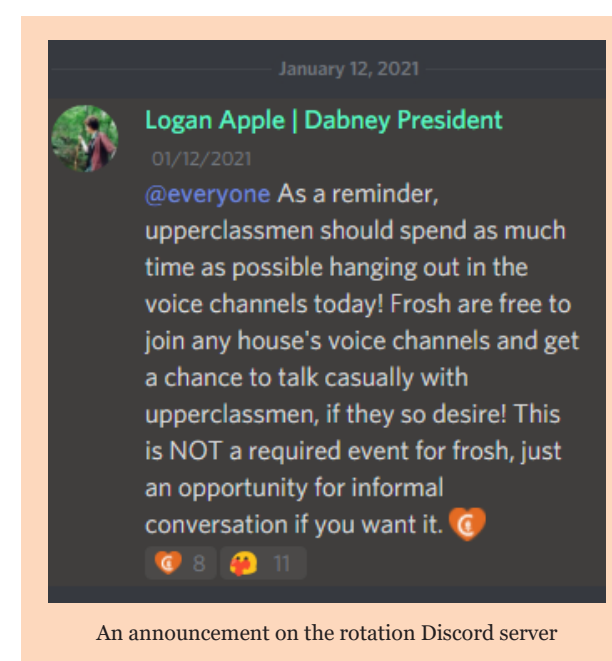 January 12, 2021
Logan Apple | Dabney President
01/12/2021
@everyone As a reminder,
upperclassmen should spend as much
time as possible hanging out in the
voice channels today! Frosh are free to
join any house's voice channels and get
a chance to talk casually with
upperclassmen, if they so desire! This
is NOT a required event for frosh, just
an opportunity for informal
conversation if you want it.
8 11
An announcement on the rotation Discord server